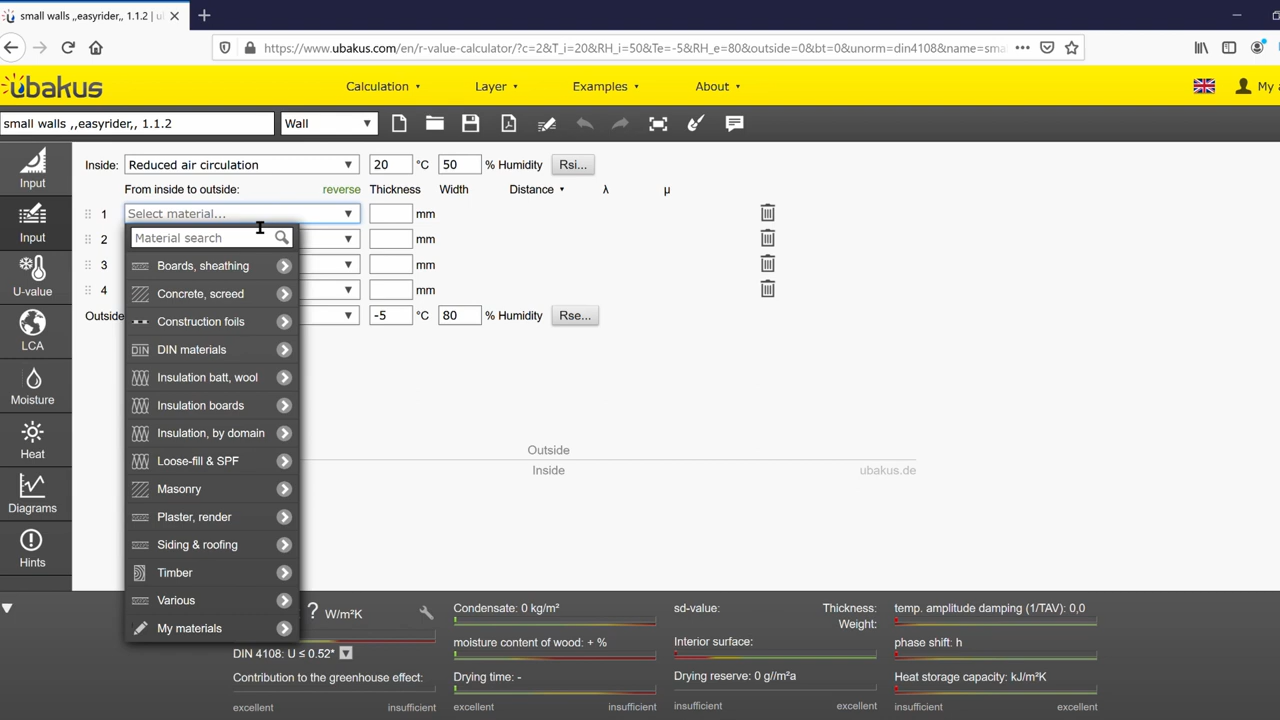 small walls ,,easyrider,, 1.1.2 | u
https://www.ubakus.com/en/r-value-calculator/?c=2&T_i=20&RH_i=50&Te=-5&RH_e=80&outside=0&bt=0&unorm=din4108&name=sma
ubakus Calculation Layer Examples About My a
small walls ,,easyrider,, 1.1.2 Wall
Input
Input
U-value
LCA
Moisture
Heat
Diagrams
Hints
Inside: Reduced air circulation 20 °C 50 % Humidity Rsi...
From inside to outside: reverse Thickness Width Distance λ μ
1 Select material... mm
2 mm
3 mm
4 mm
Outside -5 °C 80 % Humidity Rse...
Material search
Boards, sheathing
Concrete, screed
Construction foils
DIN DIN materials
Insulation batt, wool
Insulation boards
Insulation, by domain
Loose-fill & SPF
Masonry
Plaster, render
Siding & roofing
Timber
Various
My materials
Outside
Inside ubakus.de
? W/m²K
DIN 4108: U ≤ 0.52*
Contribution to the greenhouse effect:
excellent insufficient
Condensate: 0 kg/m²
moisture content of wood: + %
Drying time: -
excellent insufficient
sd-value: Thickness:
Weight:
Interior surface:
Drying reserve: 0 g//m²a
insufficient excellent
temp. amplitude damping (1/TAV): 0,0
phase shift: h
Heat storage capacity: kJ/m²K
insufficient excellent